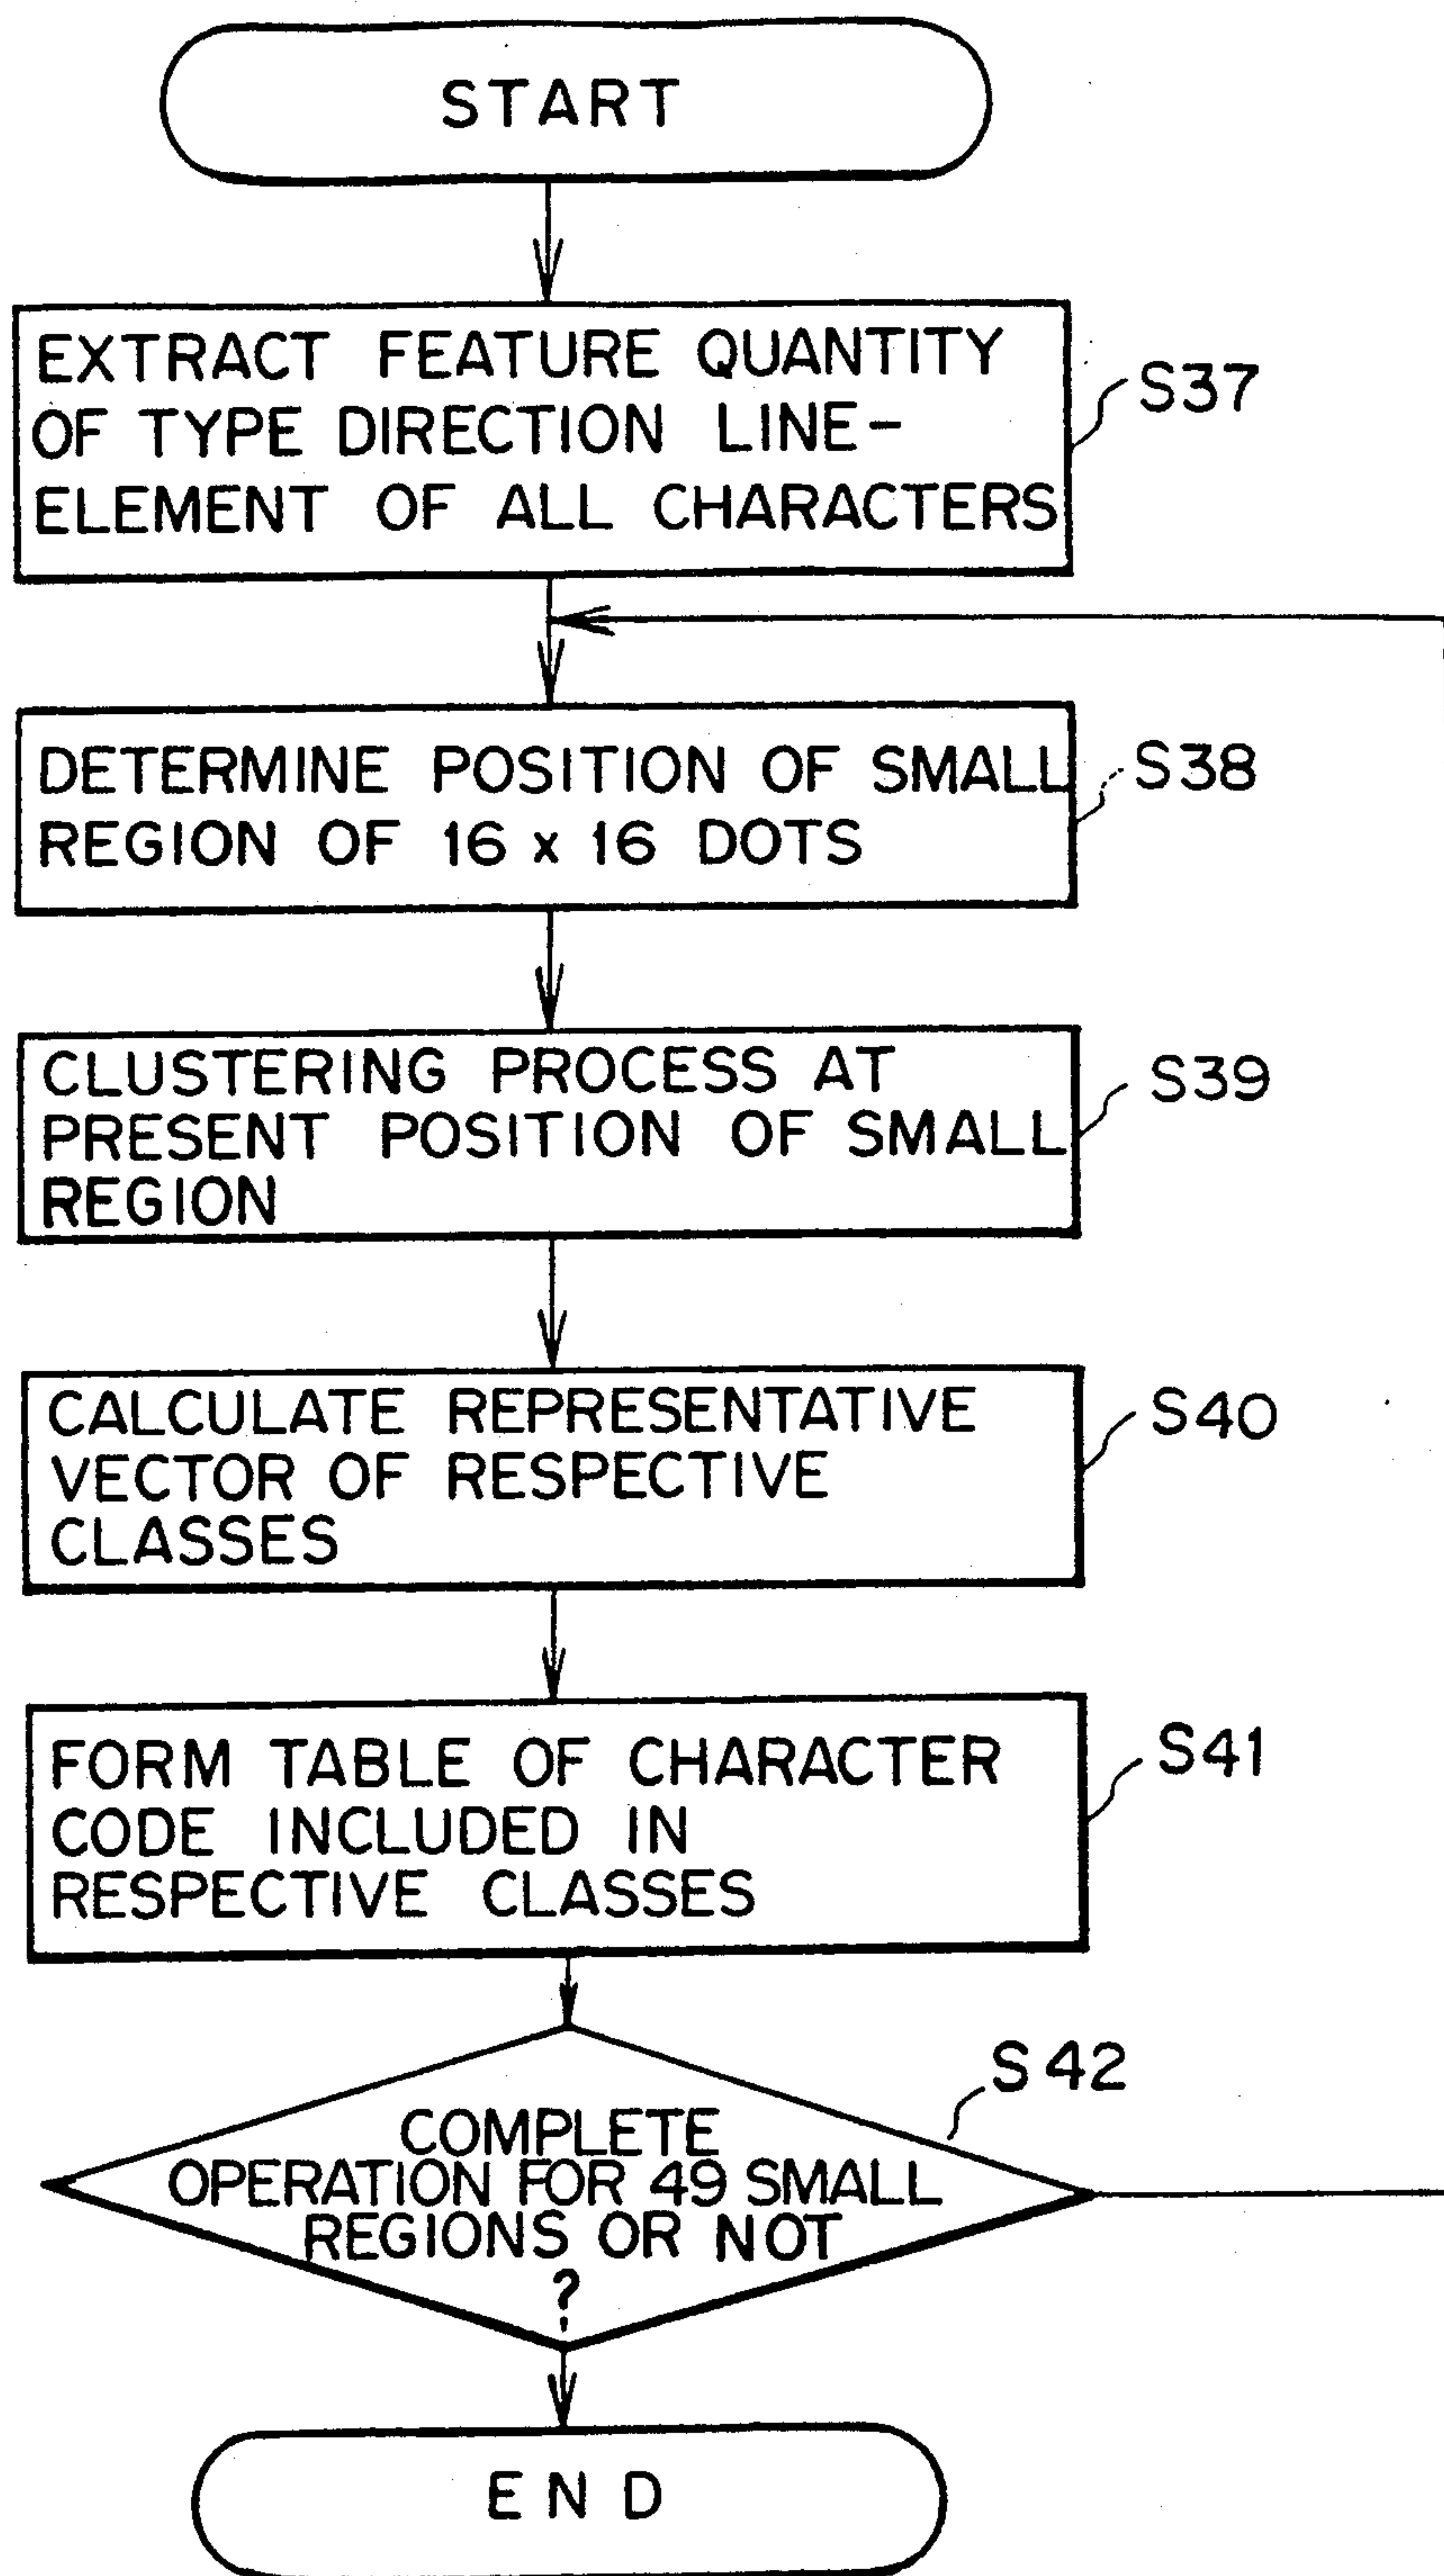 START
EXTRACT FEATURE QUANTITY
OF TYPE DIRECTION LINE-
ELEMENT OF ALL CHARACTERS
S37
DETERMINE POSITION OF SMALL
REGION OF 16 x 16 DOTS
S38
CLUSTERING PROCESS AT
PRESENT POSITION OF SMALL
REGION
S39
CALCULATE REPRESENTATIVE
VECTOR OF RESPECTIVE
CLASSES
S40
FORM TABLE OF CHARACTER
CODE INCLUDED IN
RESPECTIVE CLASSES
S41
S42
COMPLETE
OPERATION FOR 49 SMALL
REGIONS OR NOT
?
END